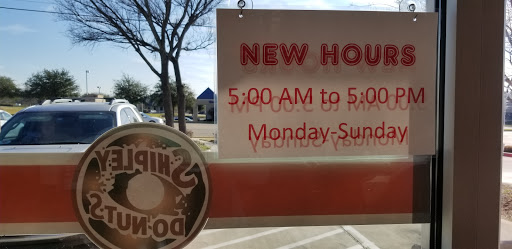 NEW HOURS
5:00 AM to 5:00 PM
Monday-Sunday
SHIPLEY
DO-NUTS